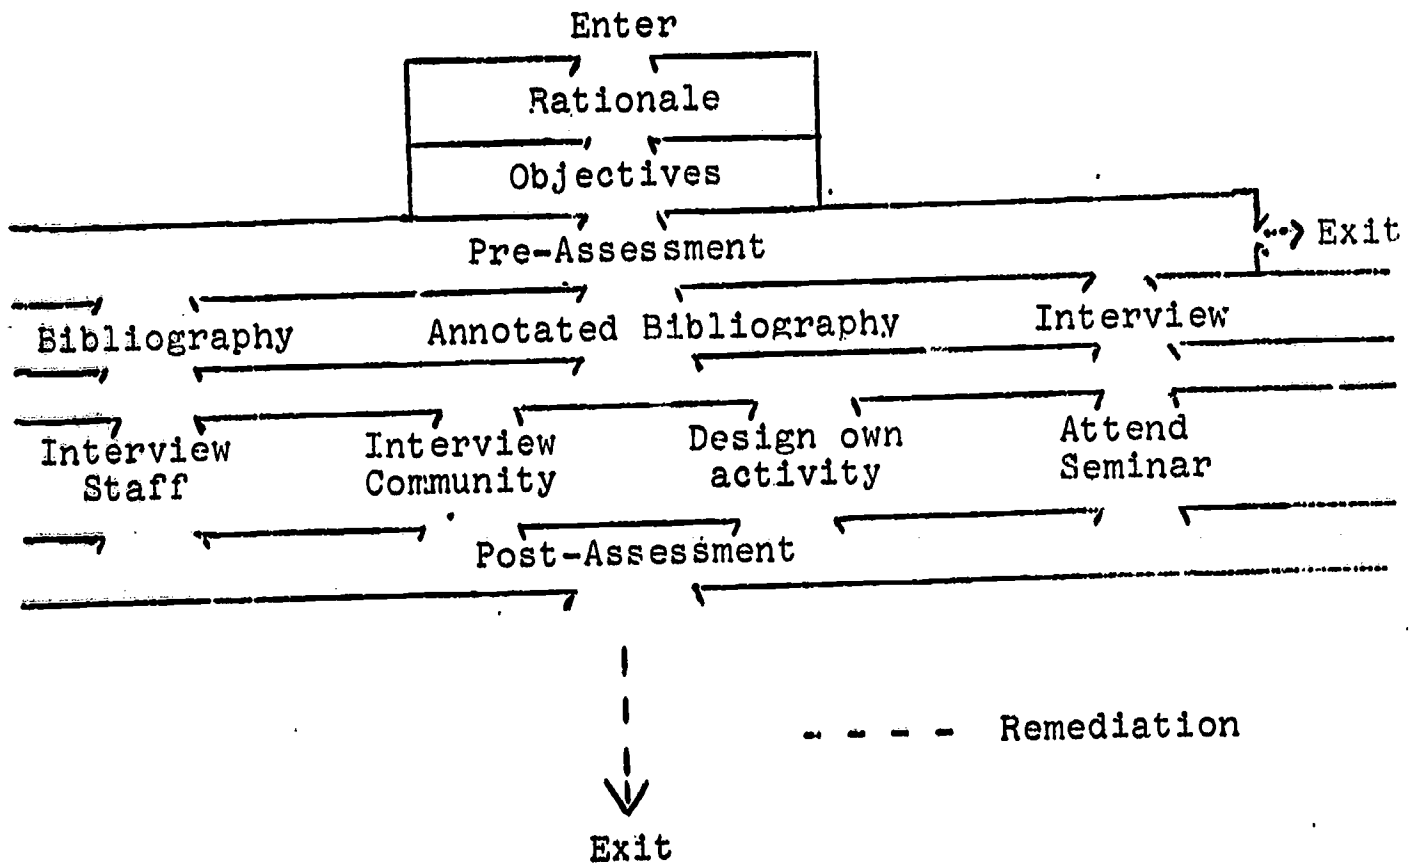 Enter
Rationale
Objectives
Pre-Assessment
Exit
Bibliography Annotated Bibliography Interview
Interview Staff
Interview Community
Design own activity
Attend Seminar
Post-Assessment
Remediation
Exit